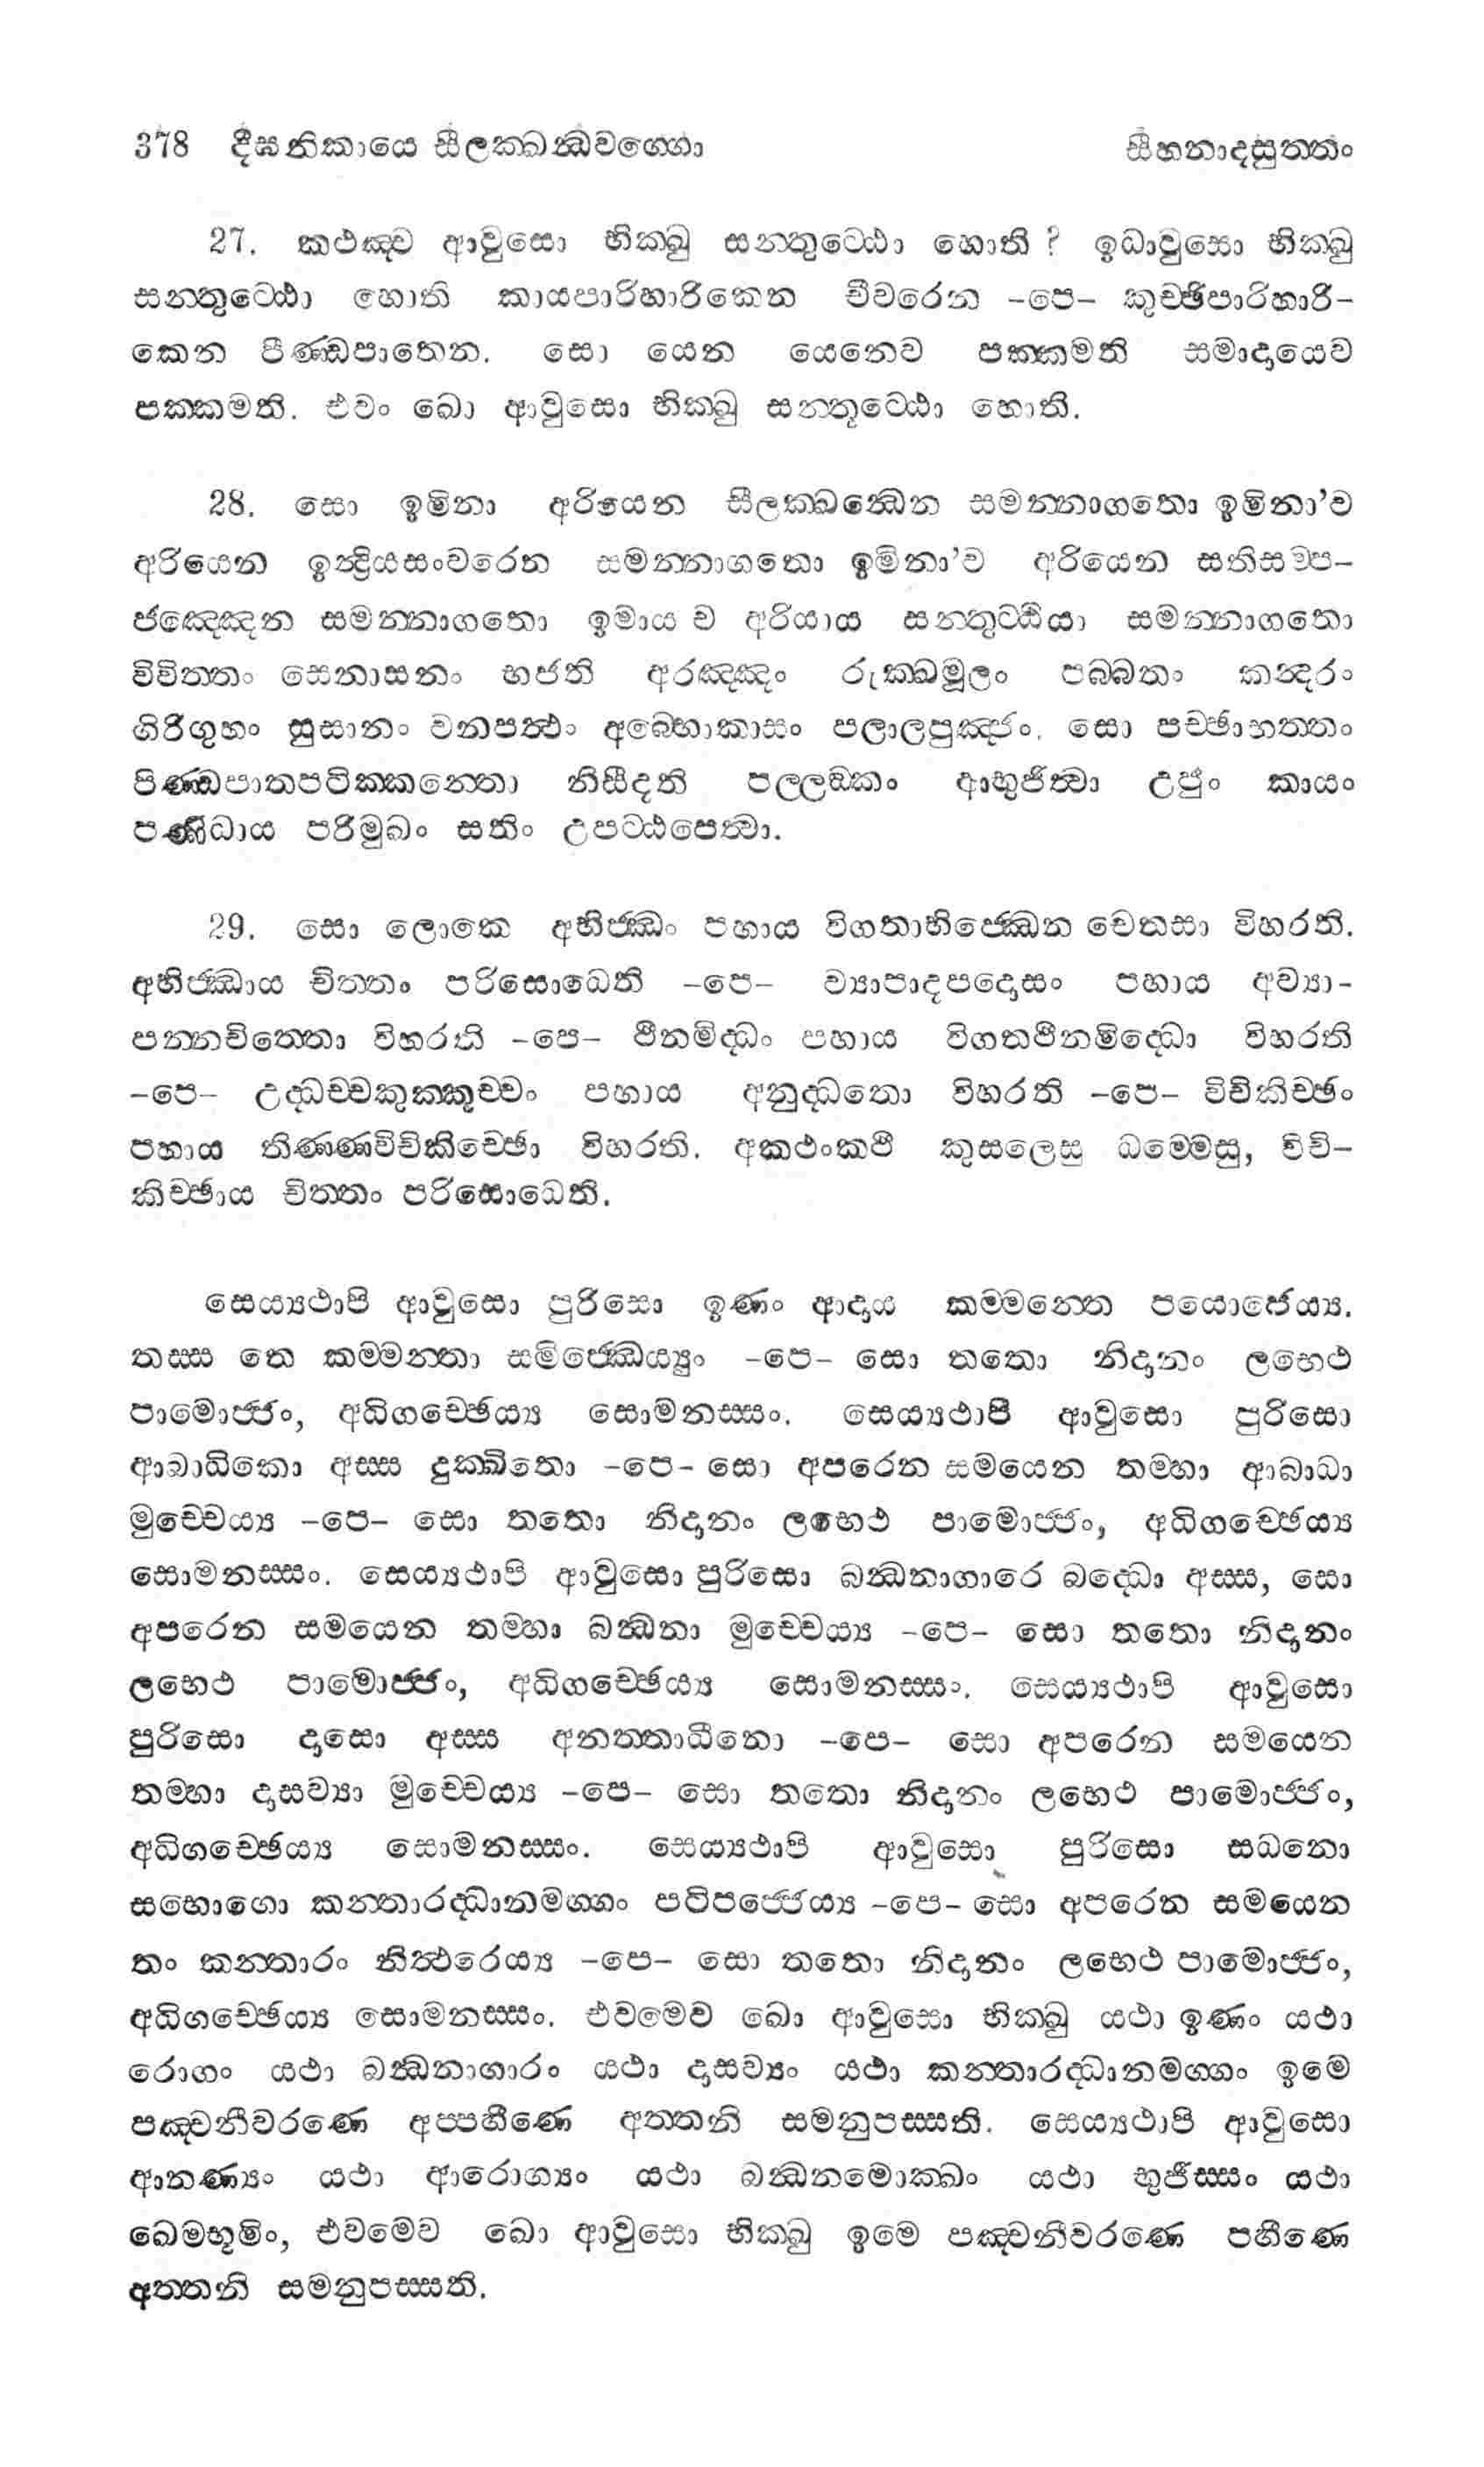 378 දීඝනිකායෙ සීලක්ඛන්ධවග්ගො සීහනාදසුත්තං
27. කථඤ්ච ආවුසො භික්ඛු සන්තුට්ඨො හොති ? ඉධාවුසො භික්ඛු
සන්තුට්ඨො හොති කායපාරිහාරිකෙන චීවරෙන -පෙ- කුච්ඡිපාරිහාරි-
කෙන පිණ්ඩපාතෙන. සො යෙන යෙනෙව පක්කමති සමාදායෙව
පක්කමති. එවං ඛො ආවුසො භික්ඛු සන්තුට්ඨො හොති.
28. සො ඉමිනා අරියෙන සීලක්ඛන්ධෙන සමන්නාගතො ඉමිනා'ව
අරියෙන ඉන්ද්‍රියසංවරෙන සමන්නාගතො ඉමිනා'ව අරියෙන සතිසම්ප-
ජඤ්ඤෙන සමන්නාගතො ඉමාය ච අරියාය සන්තුට්ඨියා සමන්නාගතො
විවිත්තං සෙනාසනං භජති අරඤ්ඤං රුක්ඛමූලං පබ්බතං කන්දරං
ගිරිගුහං සුසානං වනපත්ථං අබ්භොකාසං පලාලපුඤ්ජං. සො පච්ඡාභත්තං
පිණ්ඩපාතපටික්කන්තො නිසීදති පල්ලඞ්කං ආභුජිත්වා උජුං කායං
පණිධාය පරිමුඛං සතිං උපට්ඨපෙත්වා.
29. සො ලොකෙ අභිජ්ඣං පහාය විගතාභිජ්ඣෙන චෙතසා විහරති.
අභිජ්ඣාය චිත්තං පරිසොධෙති -පෙ- ව්‍යාපාදපදොසං පහාය අව්‍යා-
පන්නචිත්තො විහරති -පෙ- ථීනමිද්ධං පහාය විගතථීනමිද්ධො විහරති
-පෙ- උද්ධච්චකුක්කුච්චං පහාය අනුද්ධතො විහරති -පෙ- විචිකිච්ඡං
පහාය තිණ්ණවිචිකිච්ඡො විහරති. අකථංකථී කුසලෙසු ධම්මෙසු, විචි-
කිච්ඡාය චිත්තං පරිසොධෙති.
සෙය්‍යථාපි ආවුසො පුරිසො ඉණං ආදාය කම්මන්තෙ පයොජෙය්‍ය.
තස්ස තෙ කම්මන්තා සමිජ්ඣෙය්‍යුං -පෙ- සො තතො නිදානං ලභෙථ
පාමොජ්ජං, අධිගච්ඡෙය්‍ය සොමනස්සං. සෙය්‍යථාපි ආවුසො පුරිසො
ආබාධිකො අස්ස දුක්ඛිතො -පෙ- සො අපරෙන සමයෙන තම්හා ආබාධා
මුච්චෙය්‍ය -පෙ- සො තතො නිදානං ලභෙථ පාමොජ්ජං, අධිගච්ඡෙය්‍ය
සොමනස්සං. සෙය්‍යථාපි ආවුසො පුරිසො බන්ධනාගාරෙ බද්ධො අස්ස, සො
අපරෙන සමයෙන තම්හා බන්ධනා මුච්චෙය්‍ය -පෙ- සො තතො නිදානං
ලභෙථ පාමොජ්ජං, අධිගච්ඡෙය්‍ය සොමනස්සං. සෙය්‍යථාපි ආවුසො
පුරිසො දාසො අස්ස අනත්තාධීනො -පෙ- සො අපරෙන සමයෙන
තම්හා දාසව්‍යා මුච්චෙය්‍ය -පෙ- සො තතො නිදානං ලභෙථ පාමොජ්ජං,
අධිගච්ඡෙය්‍ය සොමනස්සං. සෙය්‍යථාපි ආවුසො පුරිසො සධනො
සභොගො කන්තාරද්ධානමග්ගං පටිපජ්ජෙය්‍ය -පෙ- සො අපරෙන සමයෙන
තං කන්තාරං නිත්ථරෙය්‍ය -පෙ- සො තතො නිදානං ලභෙථ පාමොජ්ජං,
අධිගච්ඡෙය්‍ය සොමනස්සං. එවමෙව ඛො ආවුසො භික්ඛු යථා ඉණං යථා
රොගං යථා බන්ධනාගාරං යථා දාසව්‍යං යථා කන්තාරද්ධානමග්ගං ඉමෙ
පඤ්චනීවරණෙ අප්පහීණෙ අත්තනි සමනුපස්සති. සෙය්‍යථාපි ආවුසො
ආනණ්‍යං යථා ආරොග්‍යං යථා බන්ධනමොක්ඛං යථා භුජිස්සං යථා
ඛෙමභූමිං, එවමෙව ඛො ආවුසො භික්ඛු ඉමෙ පඤ්චනීවරණෙ පහීණෙ
අත්තනි සමනුපස්සති.